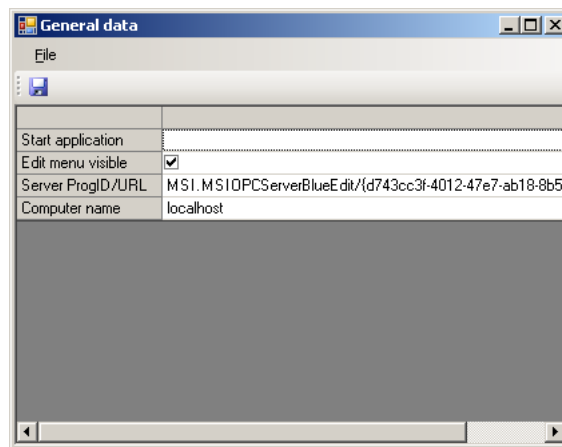 General data
File
Start application
Edit menu visible
Server ProgID/URL MSI.MSIOPCServerBlueEdit/{d743cc3f-4012-47e7-ab18-8b5
Computer name localhost